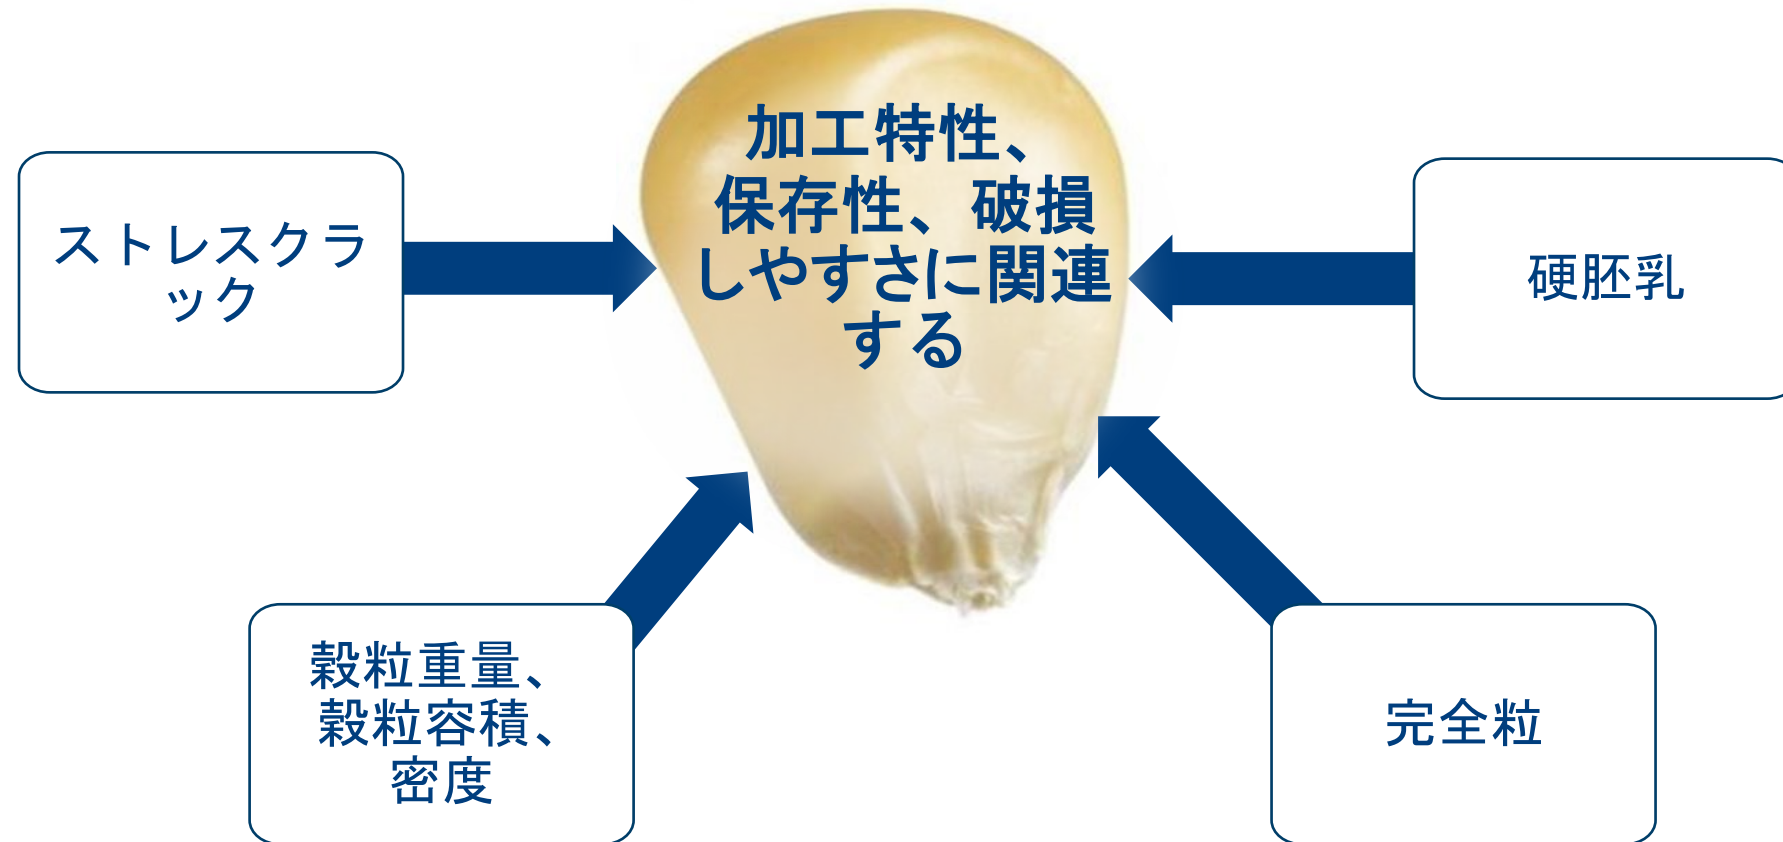 加工特性、
保存性、破損
しやすさに関連
する
ストレスクラ
ック
硬胚乳
穀粒重量、
穀粒容積、
密度
完全粒